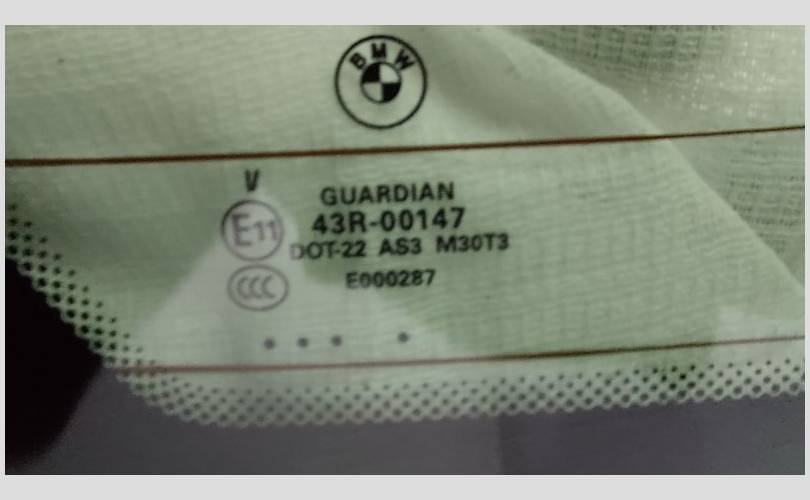 BMW
V
GUARDIAN
E11 43R-00147
DOT-22 AS3 M30T3
CCC E000287